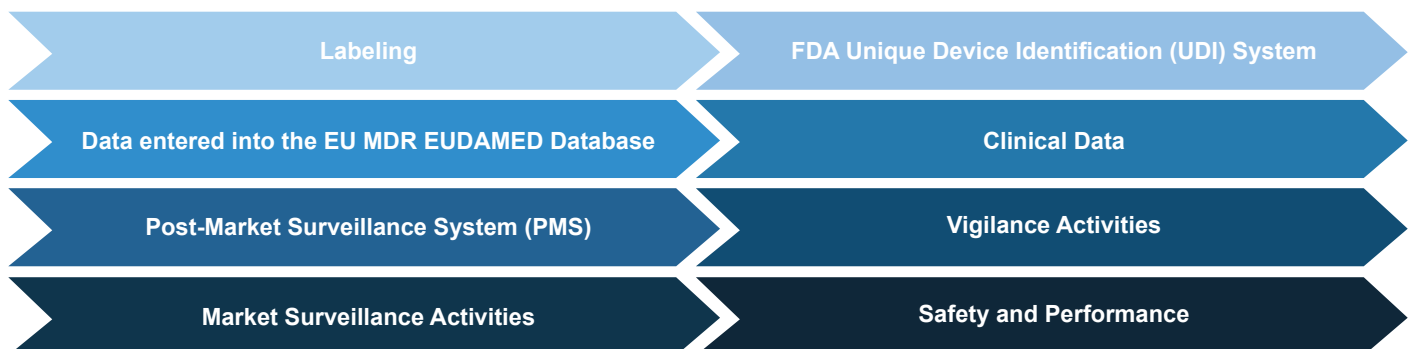 Labeling
FDA Unique Device Identification (UDI) System
Data entered into the EU MDR EUDAMED Database
Clinical Data
Post-Market Surveillance System (PMS)
Vigilance Activities
Market Surveillance Activities
Safety and Performance